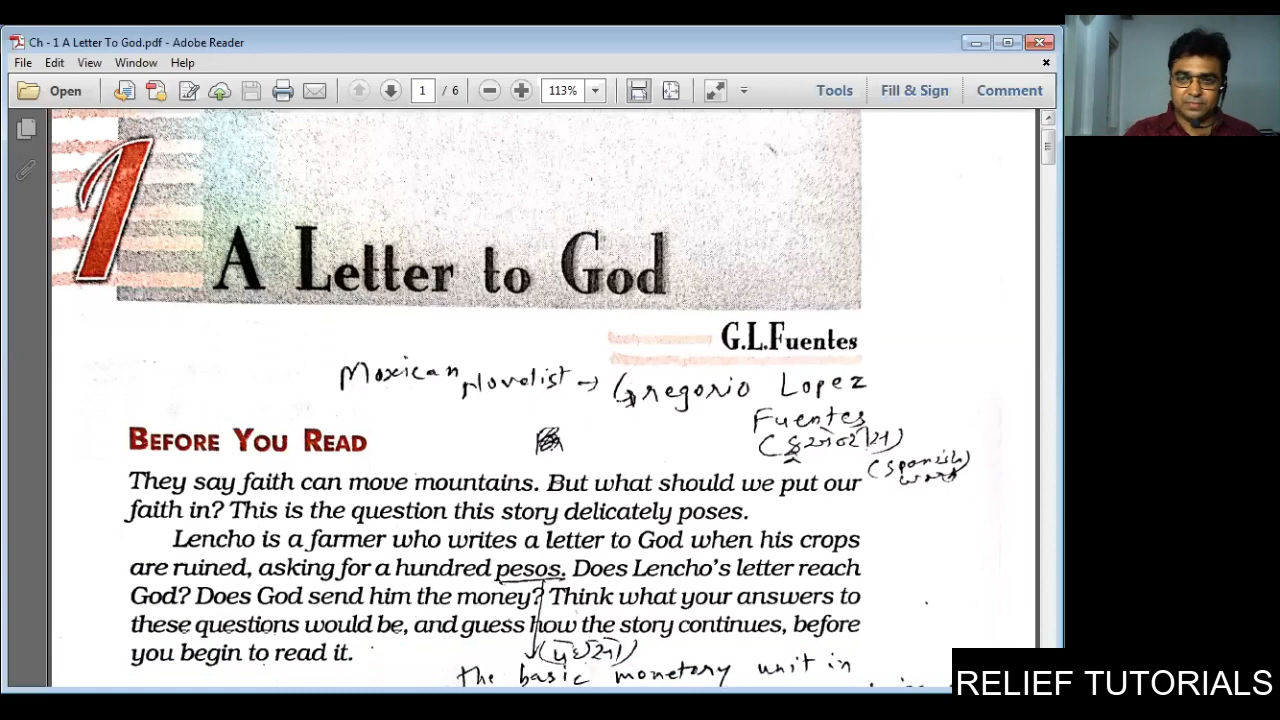 Ch - 1 A Letter To God.pdf - Adobe Reader
File Edit View Window Help
Open 1 / 6 113% Tools Fill & Sign Comment
1
A Letter to God
G.L.Fuentes
Moxican Novelist → Gregorio Lopez
Fuentes
(Spanish
word)
BEFORE YOU READ
They say faith can move mountains. But what should we put our
faith in? This is the question this story delicately poses.
Lencho is a farmer who writes a letter to God when his crops
are ruined, asking for a hundred pesos. Does Lencho's letter reach
God? Does God send him the money? Think what your answers to
these questions would be, and guess how the story continues, before
you begin to read it.
the basic monetary unit in
RELIEF TUTORIALS